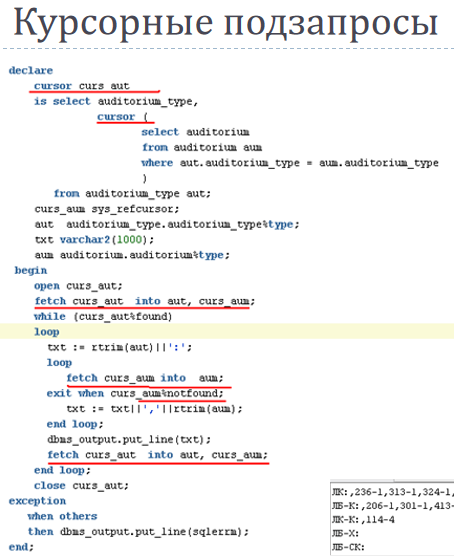 Курсорные подзапросы
declare
cursor curs_aut
is select auditorium_type,
cursor (
select auditorium
from auditorium aum
where aut.auditorium_type = aum.auditorium_type
)
from auditorium_type aut;
curs_aum sys_refcursor;
aut auditorium_type.auditorium_type%type;
txt varchar2(1000);
aum auditorium.auditorium%type;
begin
open curs_aut;
fetch curs_aut into aut, curs_aum;
while (curs_aut%found)
loop
txt := rtrim(aut)||':';
loop
fetch curs_aum into aum;
exit when curs_aum%notfound;
txt := txt||','||rtrim(aum);
end loop;
dbms_output.put_line(txt);
fetch curs_aut into aut, curs_aum;
end loop;
close curs_aut;
exception
when others
then dbms_output.put_line(sqlerrm);
end;
ЛК:,236-1,313-1,324-1,
ЛБ-К:,206-1,301-1,413-
ЛК-К:,114-4
ЛБ-X:
ЛБ-СК: